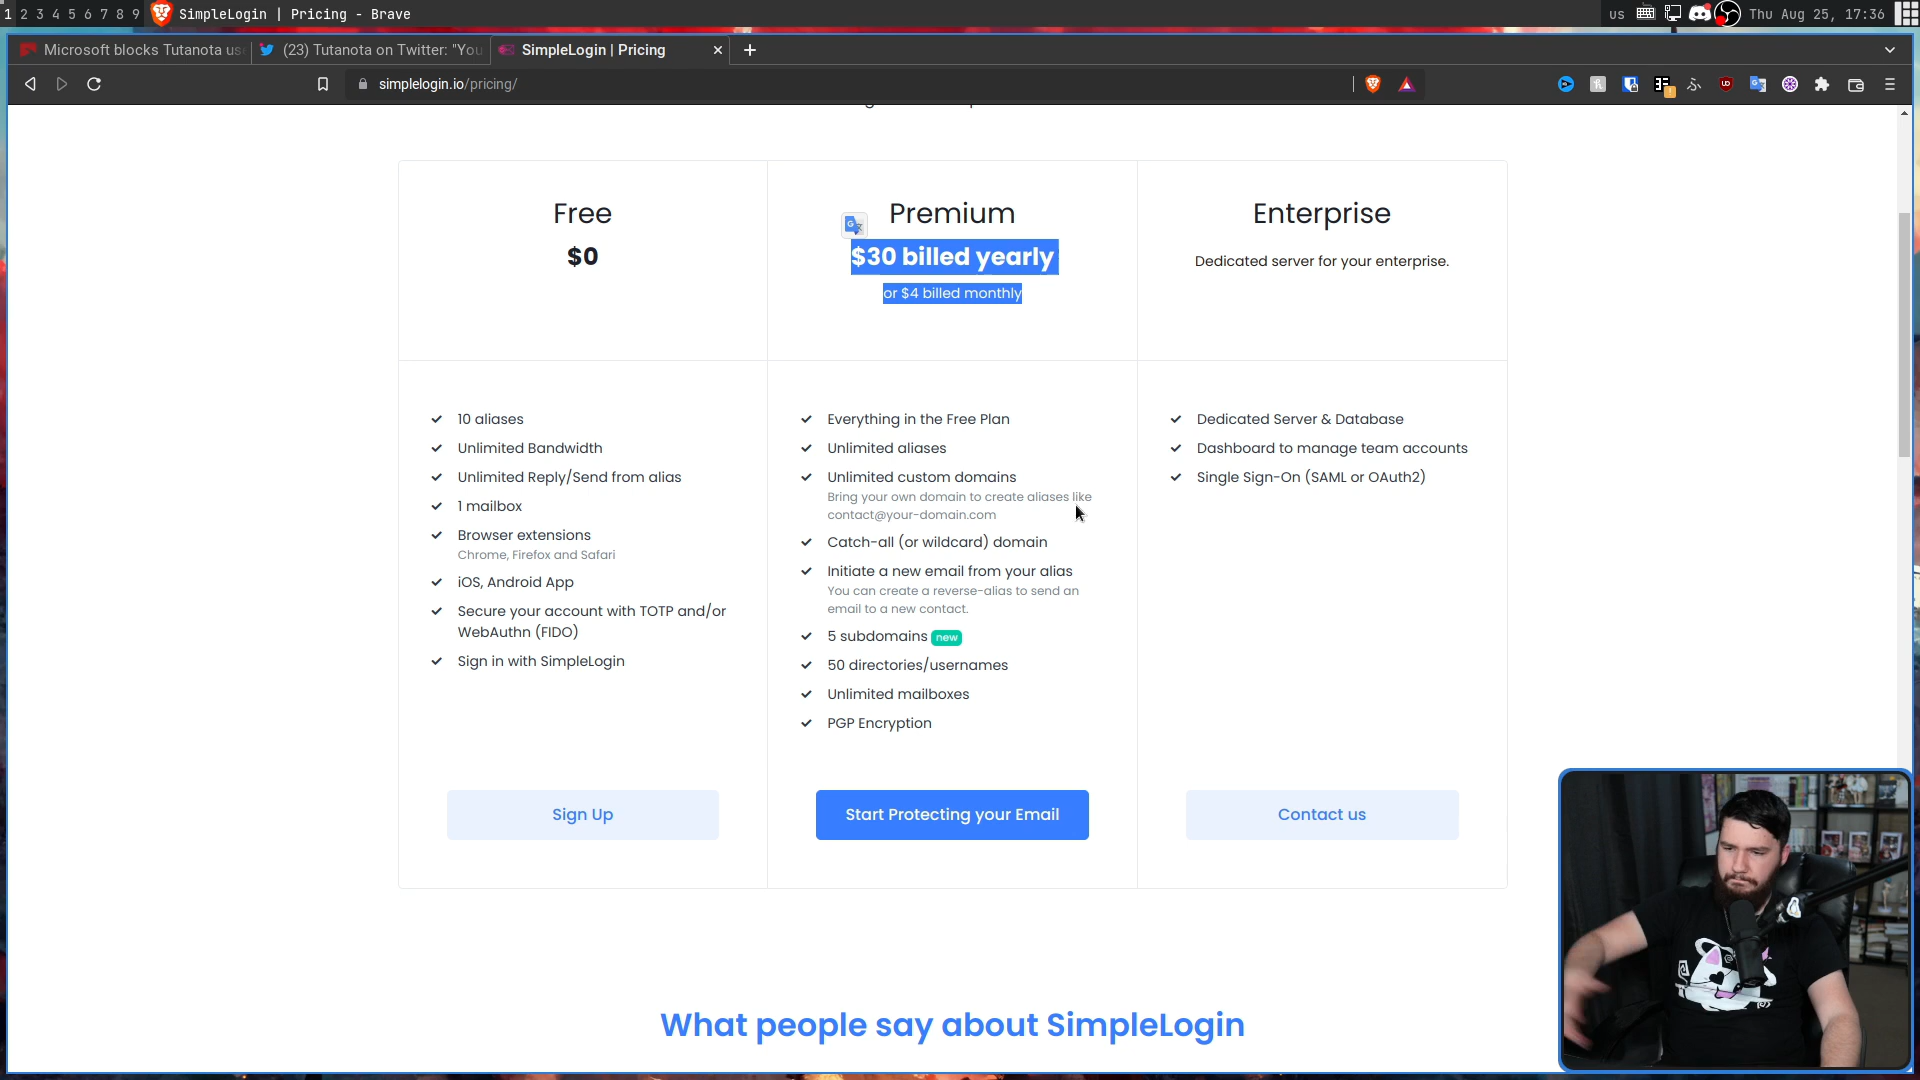 1 2 3 4 5 6 7 8 9 SimpleLogin | Pricing - Brave
us Thu Aug 25, 17:36
Microsoft blocks Tutanota us
(23) Tutanota on Twitter: "You
SimpleLogin | Pricing
simplelogin.io/pricing/
Free
$0
10 aliases
Unlimited Bandwidth
Unlimited Reply/Send from alias
1 mailbox
Browser extensions
Chrome, Firefox and Safari
iOS, Android App
Secure your account with TOTP and/or
WebAuthn (FIDO)
Sign in with SimpleLogin
Sign Up
Premium
$30 billed yearly
or $4 billed monthly
Everything in the Free Plan
Unlimited aliases
Unlimited custom domains
Bring your own domain to create aliases like
contact@your-domain.com
Catch-all (or wildcard) domain
Initiate a new email from your alias
You can create a reverse-alias to send an
email to a new contact.
5 subdomains new
50 directories/usernames
Unlimited mailboxes
PGP Encryption
Start Protecting your Email
Enterprise
Dedicated server for your enterprise.
Dedicated Server & Database
Dashboard to manage team accounts
Single Sign-On (SAML or OAuth2)
Contact us
What people say about SimpleLogin